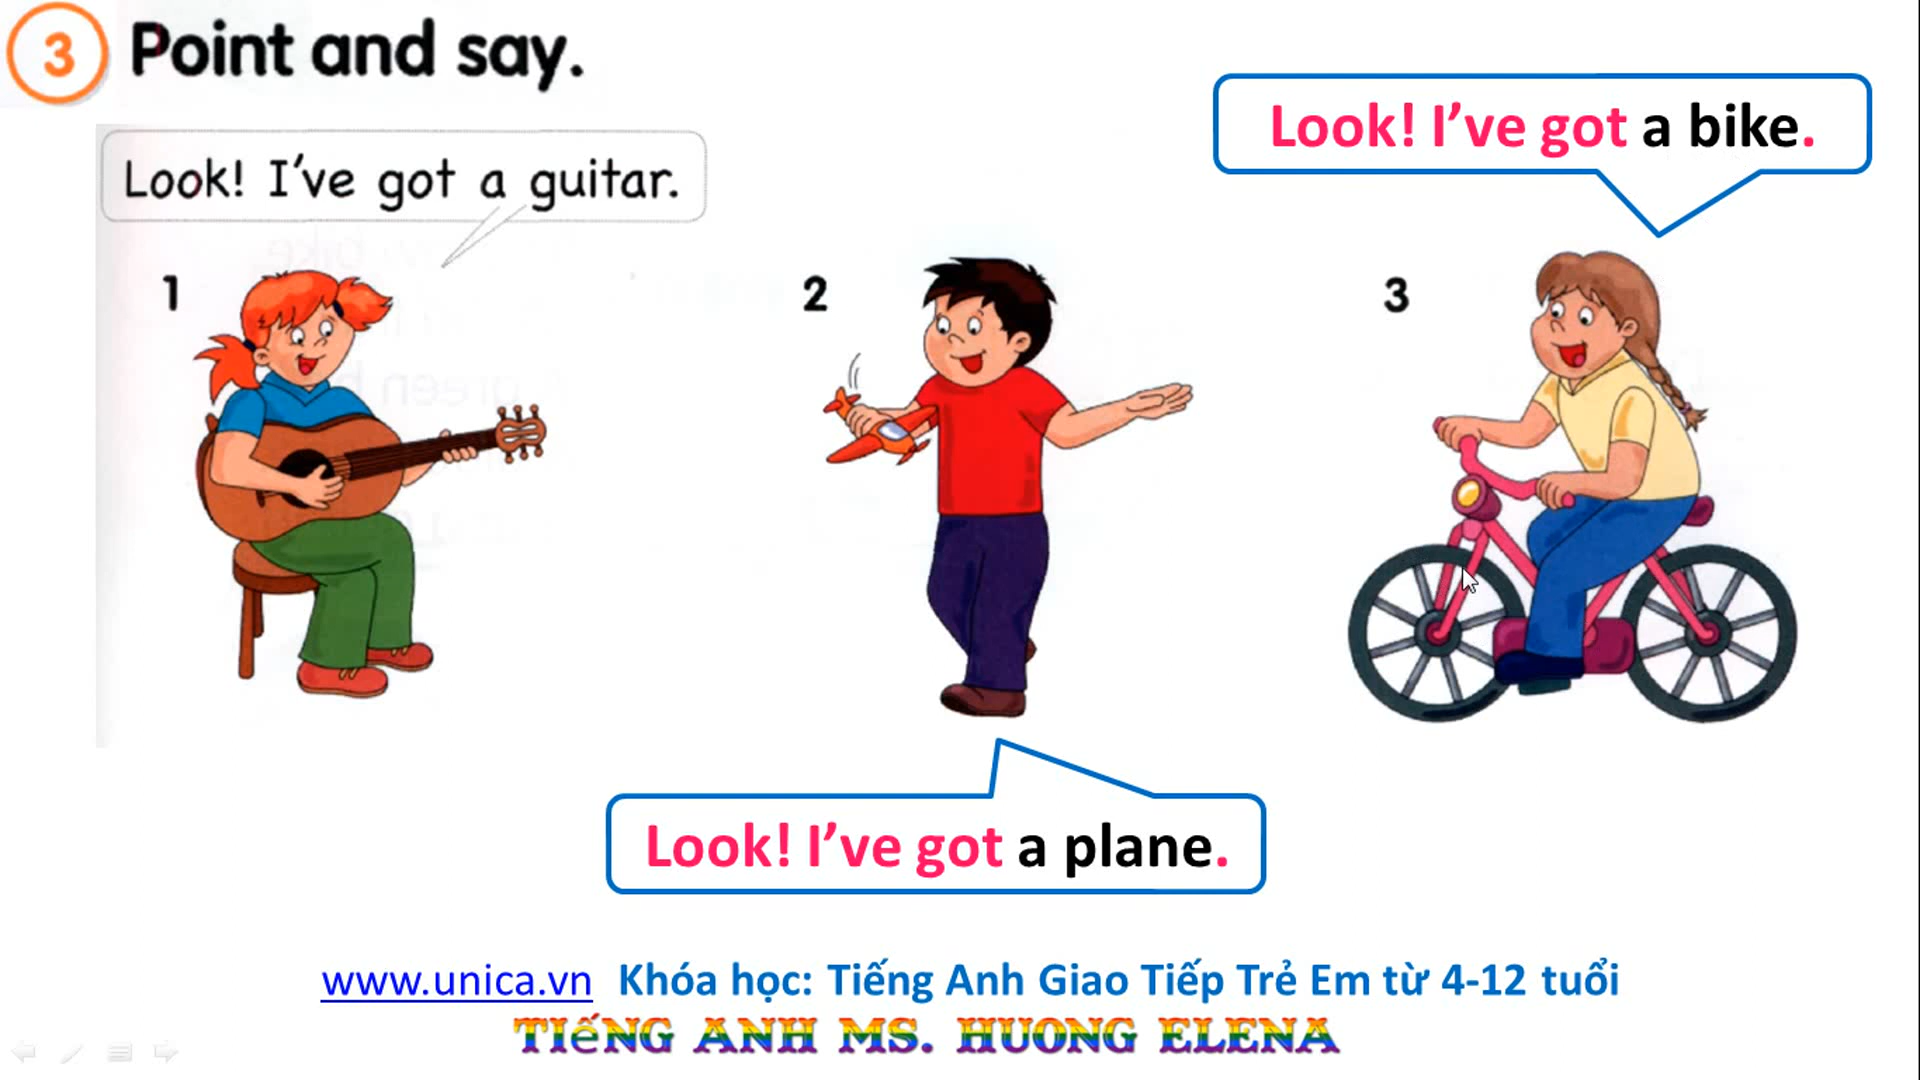 3 Point and say.
Look! I've got a bike.
Look! I've got a guitar.
1
2
3
Look! I've got a plane.
www.unica.vn Khóa học: Tiếng Anh Giao Tiếp Trẻ Em từ 4-12 tuổi
TIếNG ANH MS. HUONG ELENA